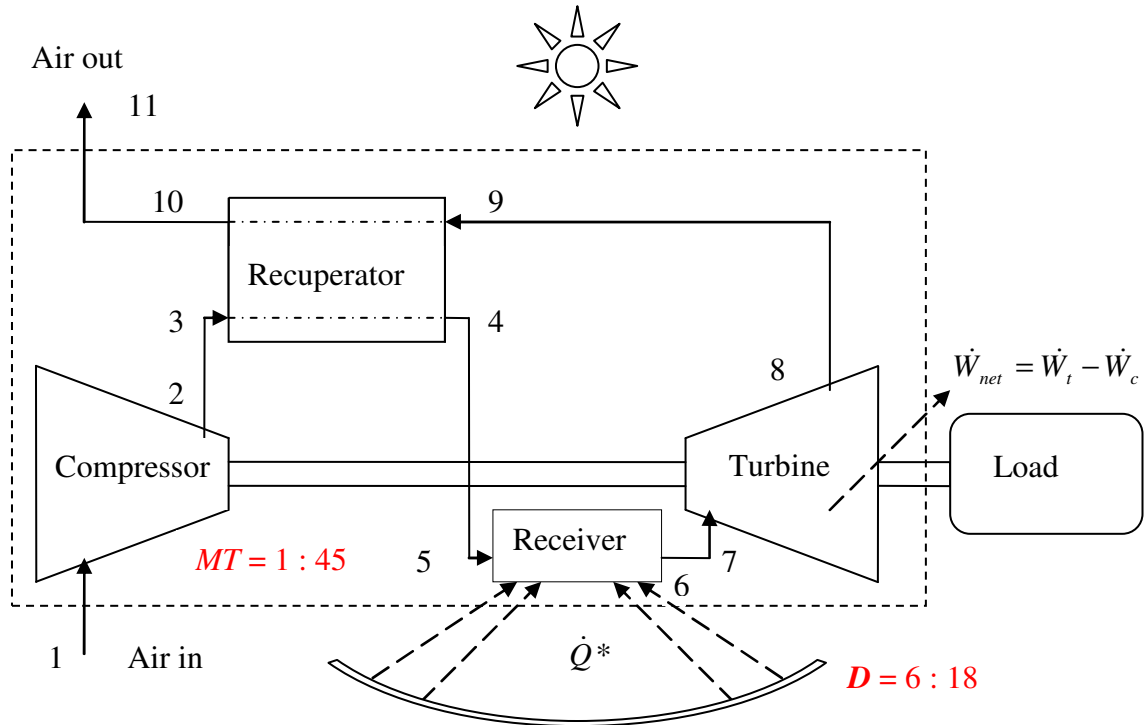 Air out
11
10
9
Recuperator
3
4
2
8
Ẇnet = Ẇt − Ẇc
Compressor
Turbine
Load
MT = 1 : 45
5
Receiver
6
7
1
Air in
Q̇*
D = 6 : 18